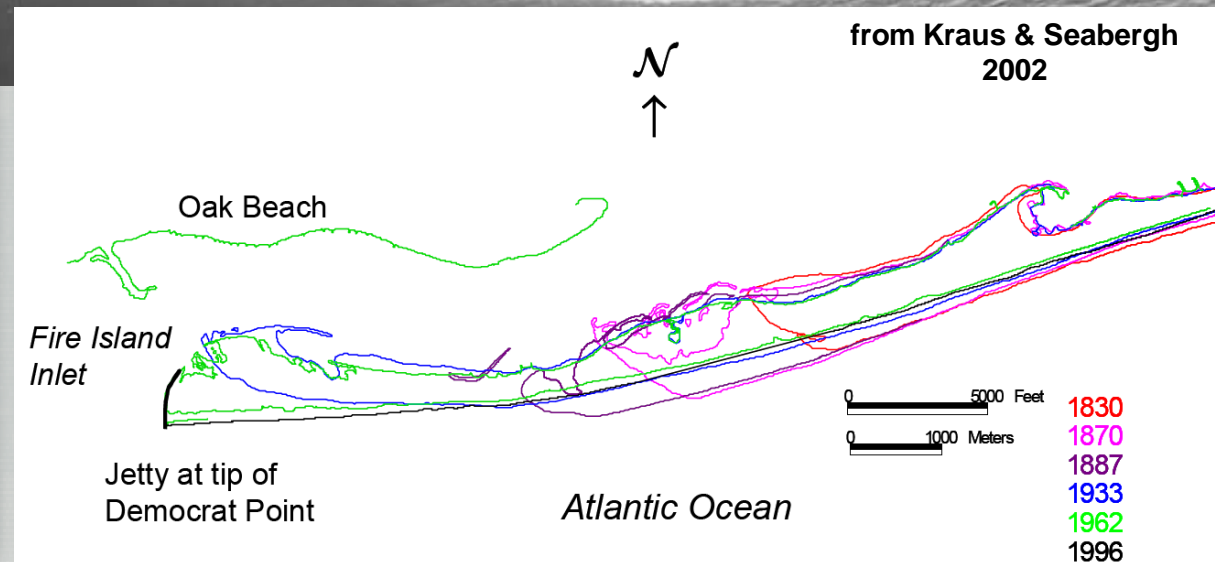 from Kraus & Seabergh
2002
N
Oak Beach
Fire Island
Inlet
0 5000 Feet
0 1000 Meters
1830
1870
1887
1933
1962
1996
Jetty at tip of
Democrat Point
Atlantic Ocean